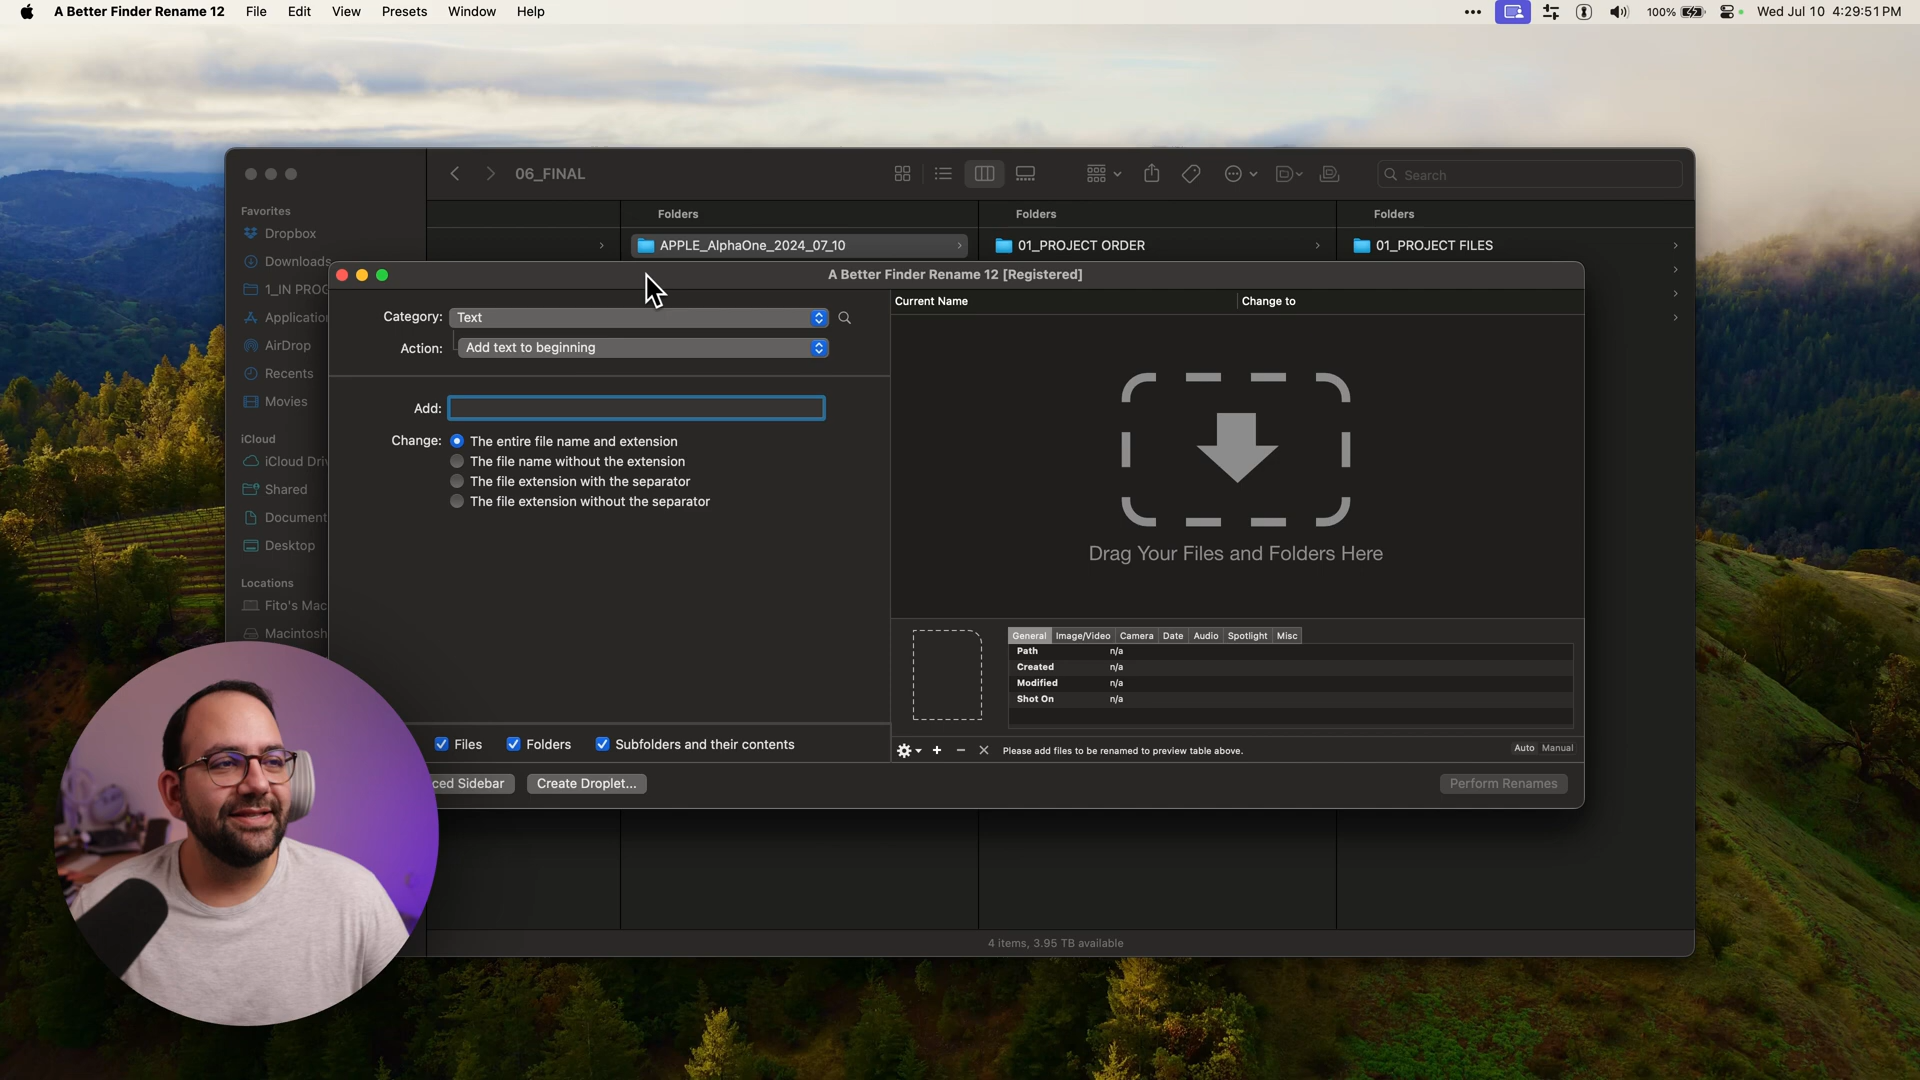 A Better Finder Rename 12 File Edit View Presets Window Help
100% Wed Jul 10 4:29:51 PM
06_FINAL
Search
Favorites
Dropbox
Downloads
1_IN PROG
Applicatio
AirDrop
Recents
Movies
iCloud
iCloud Dri
Shared
Document
Desktop
Locations
Fito's Mac
Macintosh
Folders Folders Folders
APPLE_AlphaOne_2024_07_10 01_PROJECT ORDER 01_PROJECT FILES
A Better Finder Rename 12 [Registered]
Category: Text
Action: Add text to beginning
Add:
Change: The entire file name and extension
The file name without the extension
The file extension with the separator
The file extension without the separator
Files Folders Subfolders and their contents
ced Sidebar Create Droplet...
Current Name Change to
Drag Your Files and Folders Here
General Image/Video Camera Date Audio Spotlight Misc
Path n/a
Created n/a
Modified n/a
Shot On n/a
Please add files to be renamed to preview table above.
Auto Manual
Perform Renames
4 items, 3.95 TB available